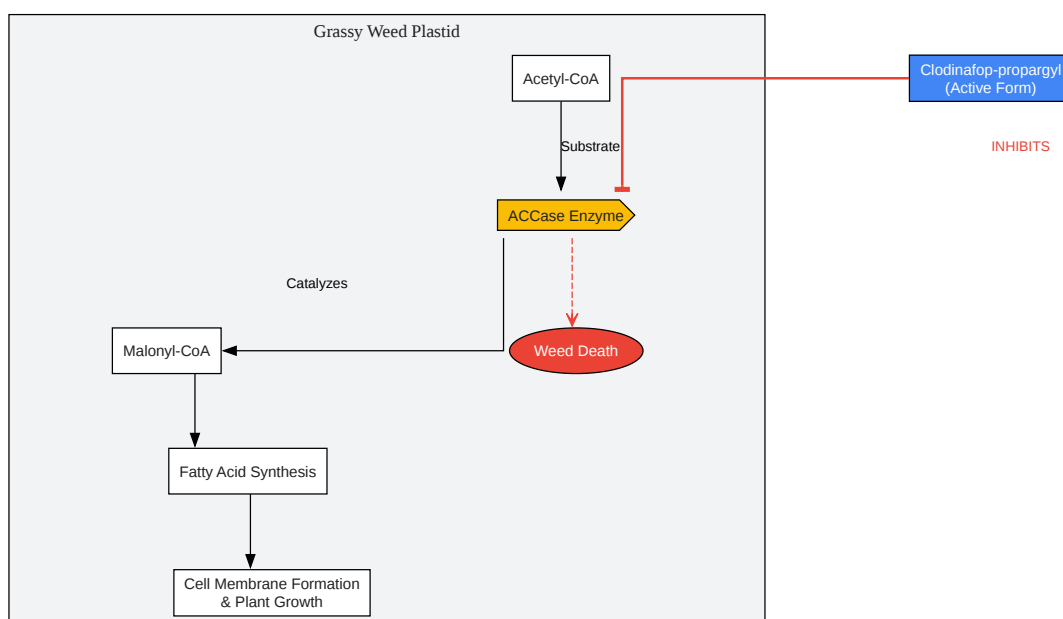 Grassy Weed Plastid
Acetyl-CoA
Clodinafop-propargyl
(Active Form)
Substrate
INHIBITS
ACCase Enzyme
Catalyzes
Malonyl-CoA
Weed Death
Fatty Acid Synthesis
Cell Membrane Formation
& Plant Growth